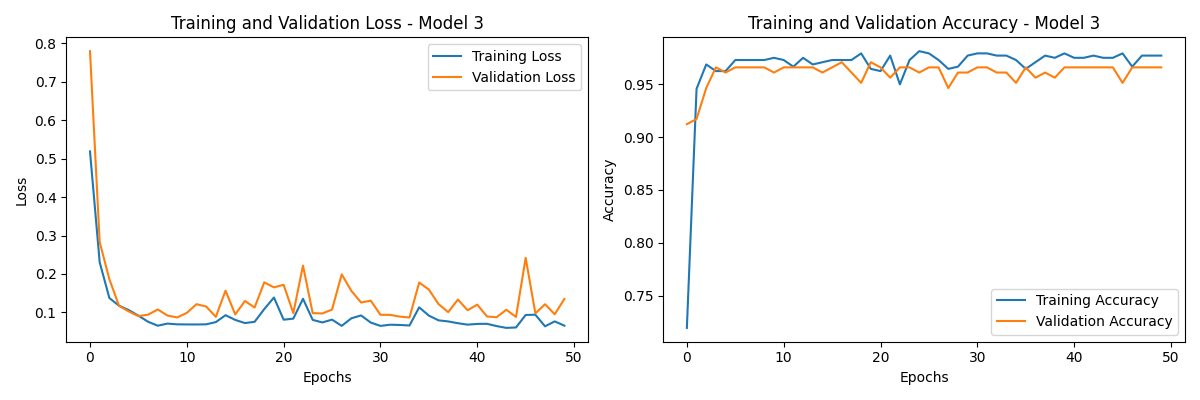 Training and Validation Loss - Model 3
Loss
0.8
0.7
0.6
0.5
0.4
0.3
0.2
0.1
Training Loss
Validation Loss
0 10 20 30 40 50
Epochs
Training and Validation Accuracy - Model 3
Accuracy
0.95
0.90
0.85
0.80
0.75
Training Accuracy
Validation Accuracy
0 10 20 30 40 50
Epochs